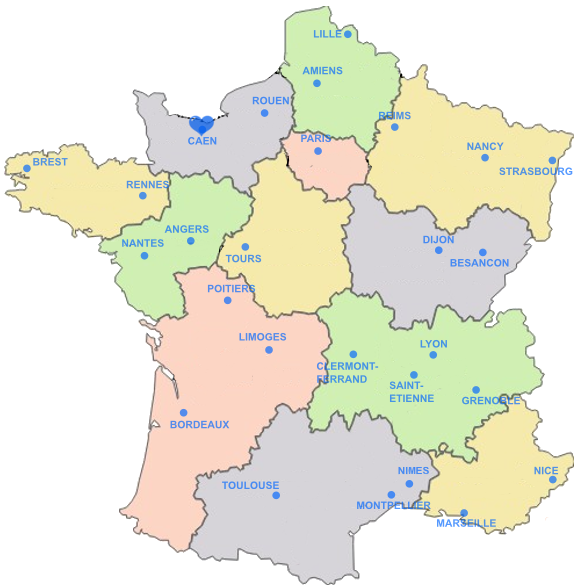 LILLE
AMIENS
ROUEN
REIMS
CAEN
PARIS
NANCY
BREST
STRASBOURG
RENNES
ANGERS
NANTES
DIJON
TOURS
BESANCON
POITIERS
LIMOGES
LYON
CLERMONT-
FERRAND
SAINT-
ETIENNE
GRENOBLE
BORDEAUX
NIMES
NICE
TOULOUSE
MONTPELLIER
MARSEILLE